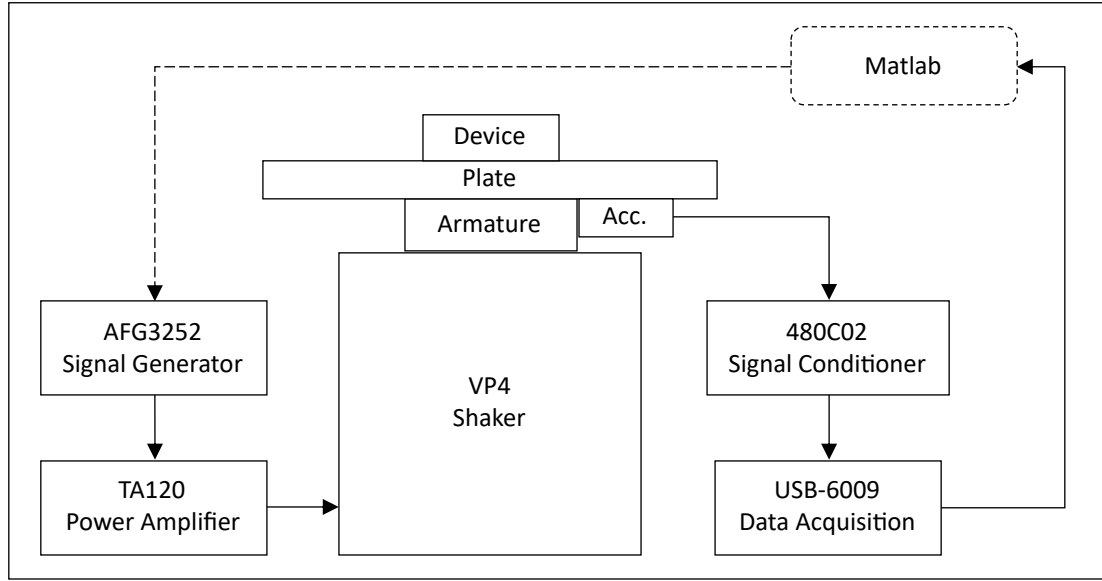 Matlab
Device
Plate
Armature
Acc.
AFG3252
Signal Generator
480C02
Signal Conditioner
VP4
Shaker
TA120
Power Amplifier
USB-6009
Data Acquisition